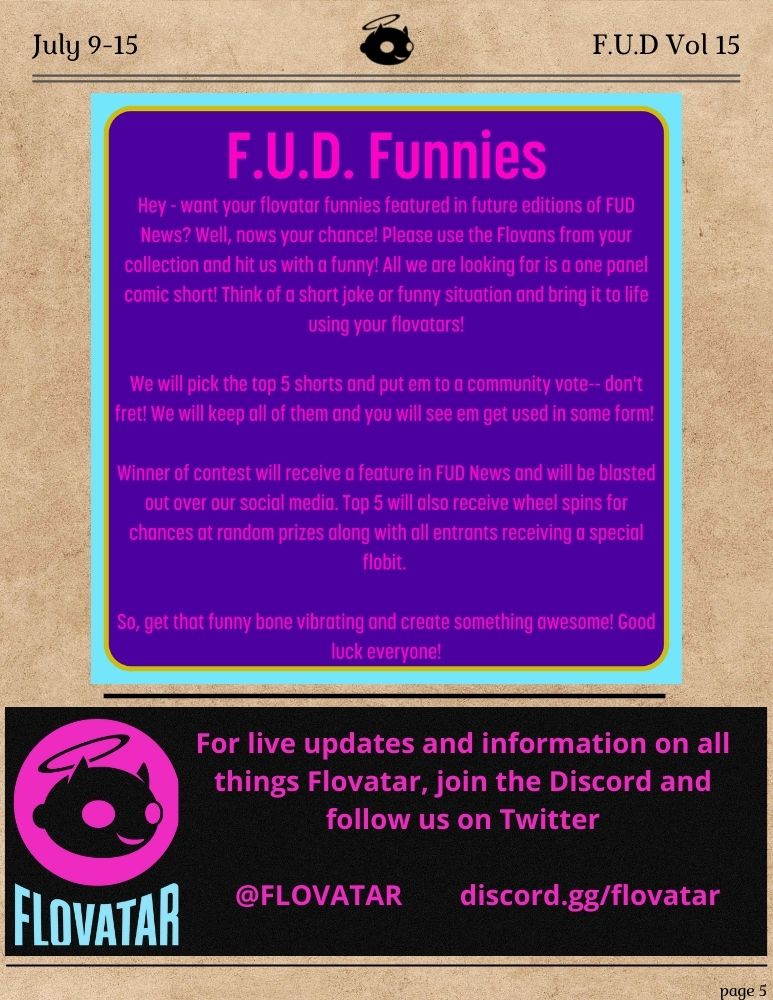 July 9-15
F.U.D Vol 15
F.U.D. Funnies
Hey - want your flovatar funnies featured in future editions of FUD
News? Well, nows your chance! Please use the Flovans from your
collection and hit us with a funny! All we are looking for is a one panel
comic short! Think of a short joke or funny situation and bring it to life
using your flovatars!
We will pick the top 5 shorts and put em to a community vote-- don't
fret! We will keep all of them and you will see em get used in some form!
Winner of contest will receive a feature in FUD News and will be blasted
out over our social media. Top 5 will also receive wheel spins for
chances at random prizes along with all entrants receiving a special
flobit.
So, get that funny bone vibrating and create something awesome! Good
luck everyone!
For live updates and information on all
things Flovatar, join the Discord and
follow us on Twitter
@FLOVATAR
discord.gg/flovatar
FLOVATAR
page 5